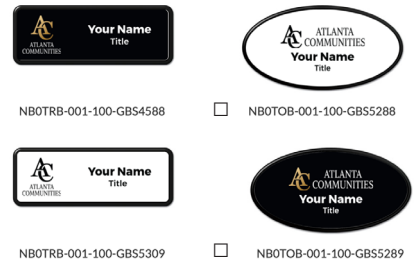 AC
ATLANTA
COMMUNITIES
Your Name
Title
NB0TRB-001-100-GBS4588
AC
ATLANTA
COMMUNITIES
Your Name
Title
NB0TOB-001-100-GBS5288
AC
ATLANTA
COMMUNITIES
Your Name
Title
NB0TRB-001-100-GBS5309
AC
ATLANTA
COMMUNITIES
Your Name
Title
NB0TOB-001-100-GBS5289